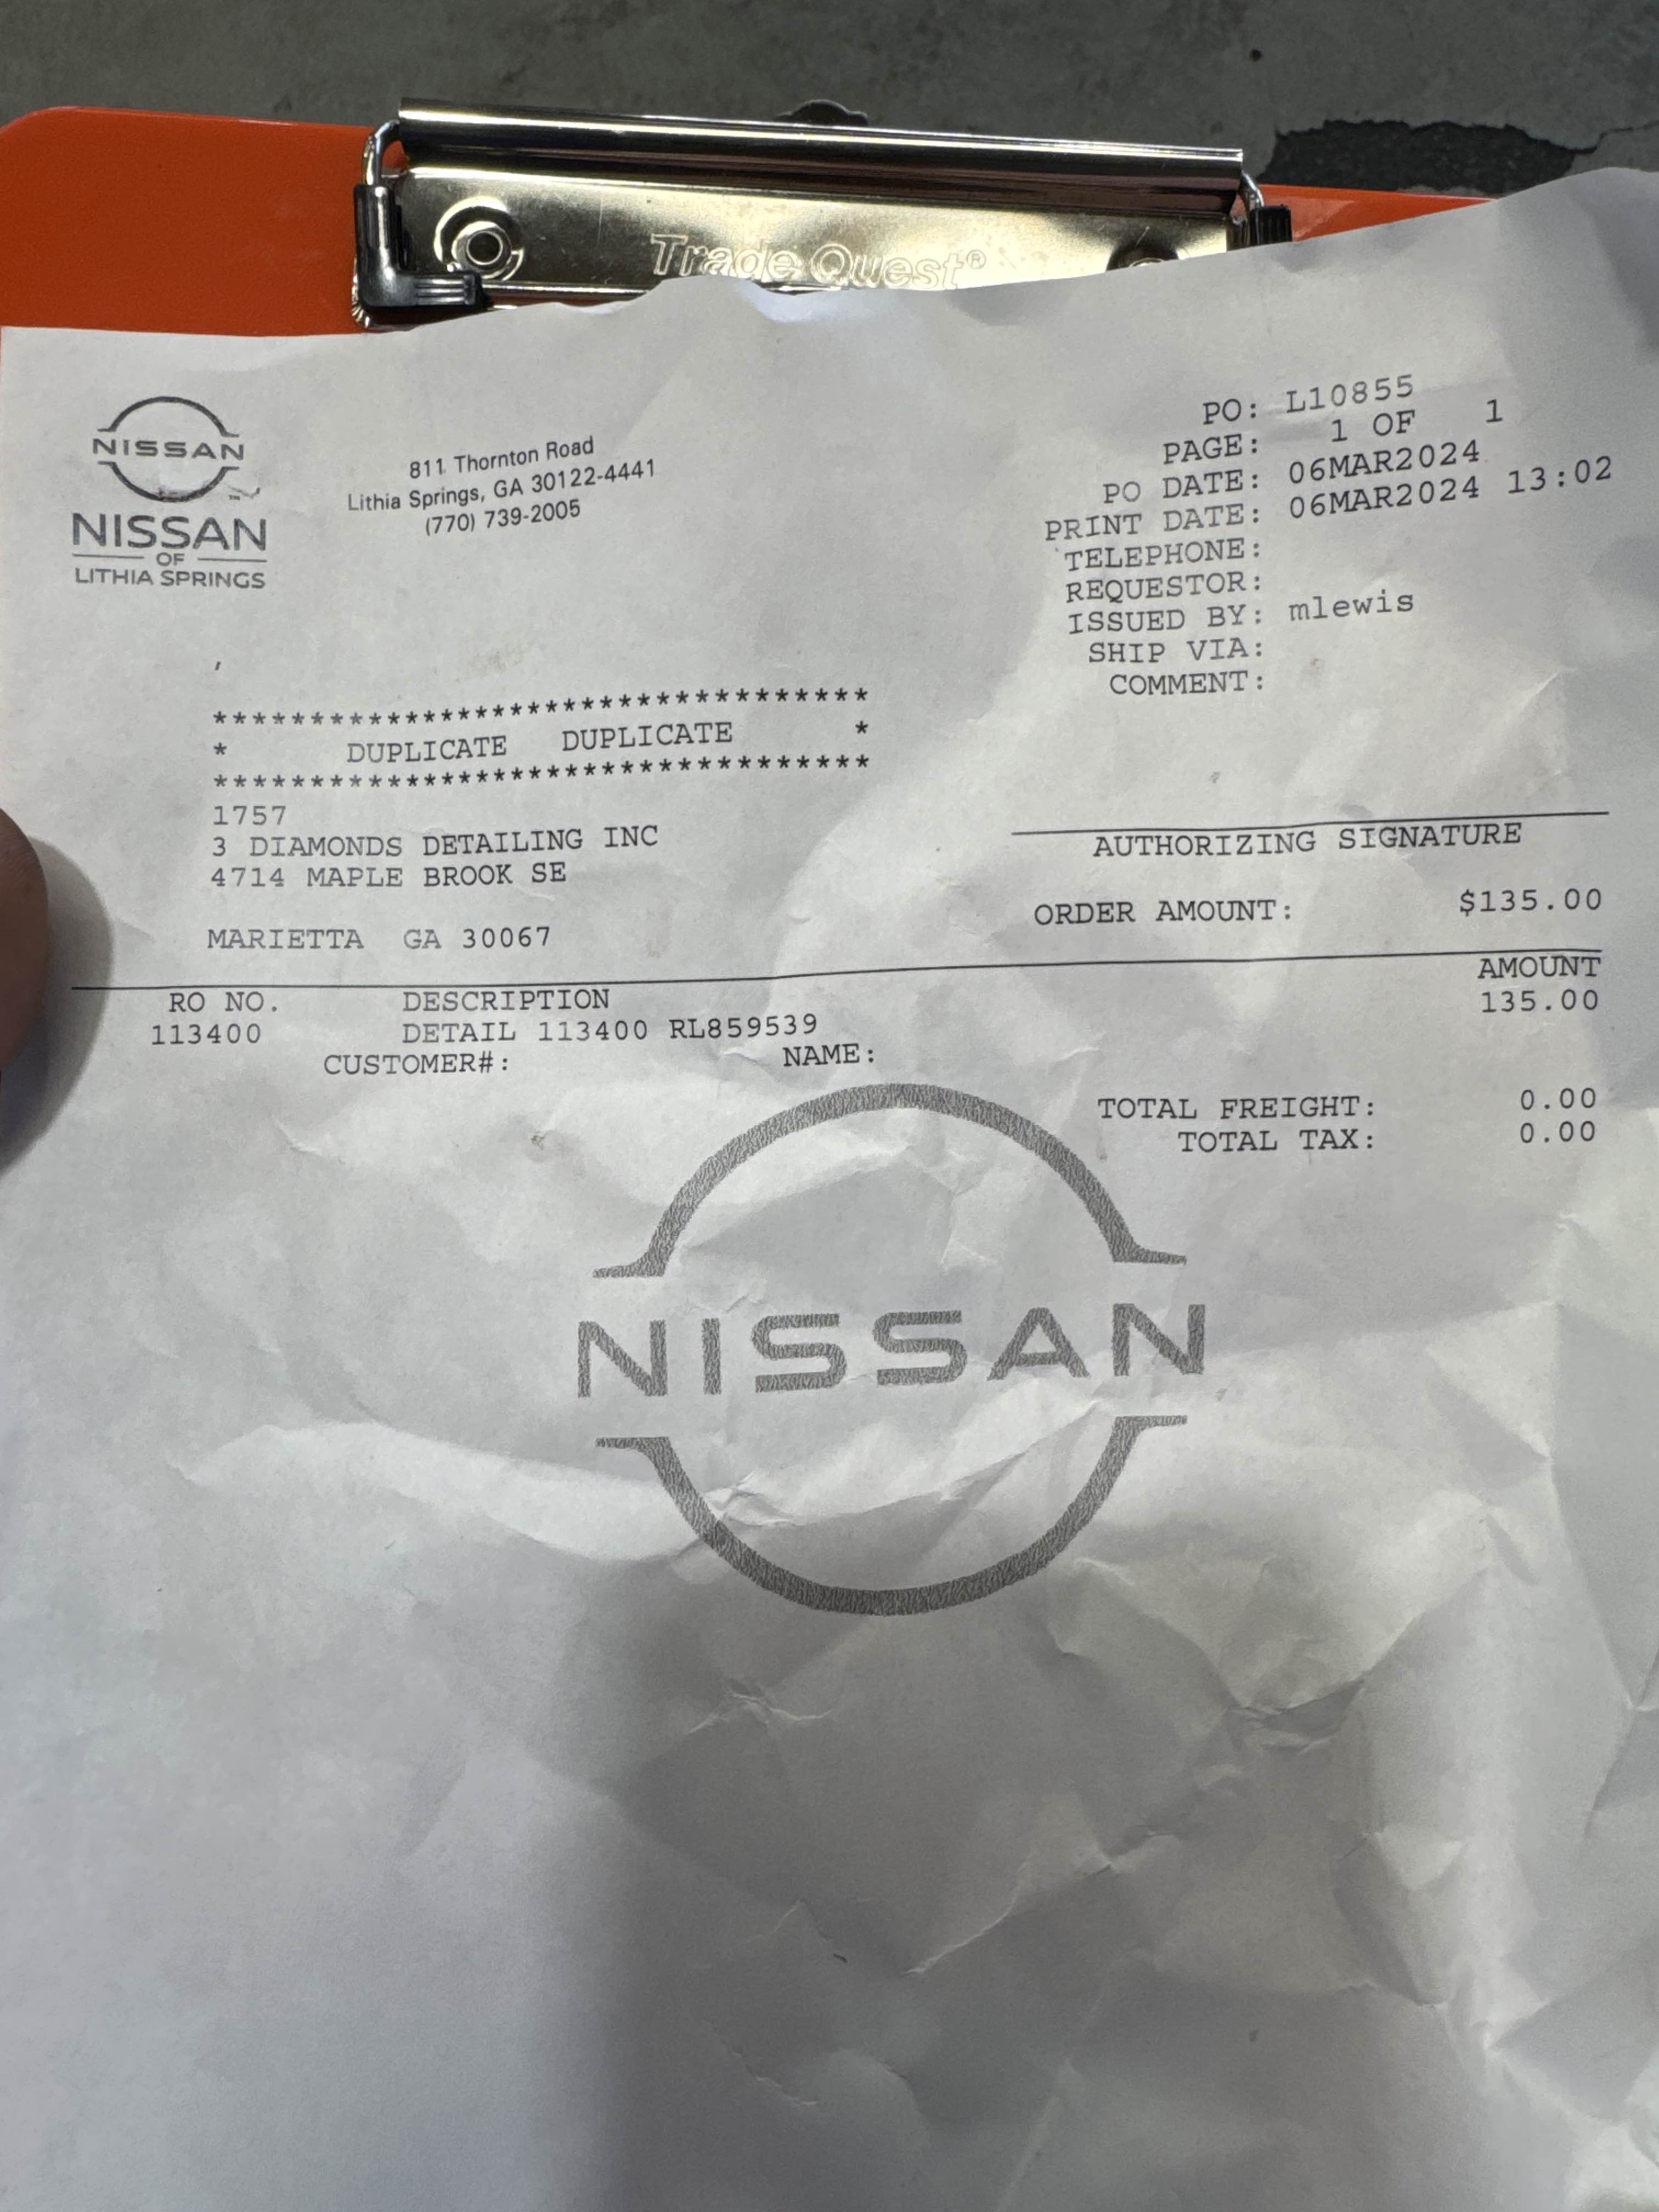 Trade Quest®
NISSAN
NISSAN
OF
LITHIA SPRINGS
811 Thornton Road
Lithia Springs, GA 30122-4441
(770) 739-2005
PO: L10855
PAGE: 1 OF 1
PO DATE: 06MAR2024
PRINT DATE: 06MAR2024 13:02
TELEPHONE:
REQUESTOR:
ISSUED BY: mlewis
SHIP VIA:
COMMENT:
***********************************
* DUPLICATE DUPLICATE *
***********************************
1757
3 DIAMONDS DETAILING INC
4714 MAPLE BROOK SE
MARIETTA GA 30067
AUTHORIZING SIGNATURE
ORDER AMOUNT: $135.00
RO NO. DESCRIPTION AMOUNT
113400 DETAIL 113400 RL859539 135.00
CUSTOMER#: NAME:
TOTAL FREIGHT: 0.00
TOTAL TAX: 0.00
NISSAN